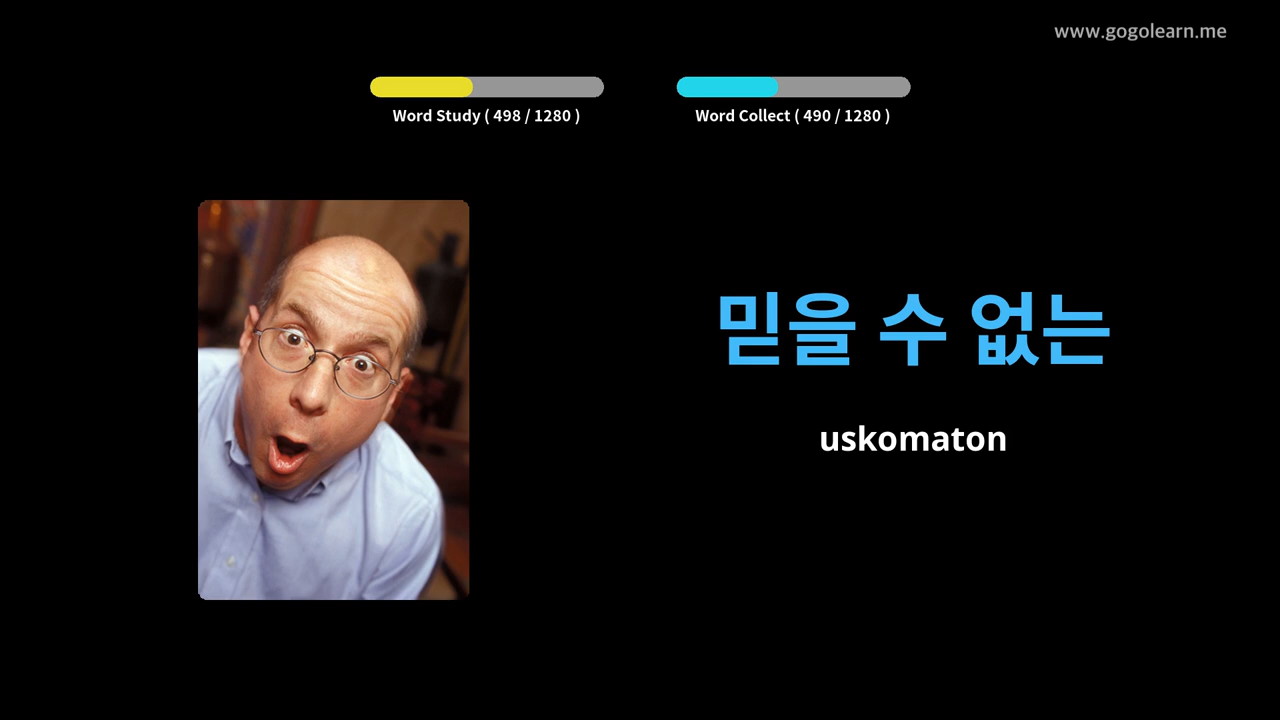 www.gogolearn.me
Word Study ( 498 / 1280 )
Word Collect ( 490 / 1280 )
믿을 수 없는
uskomaton